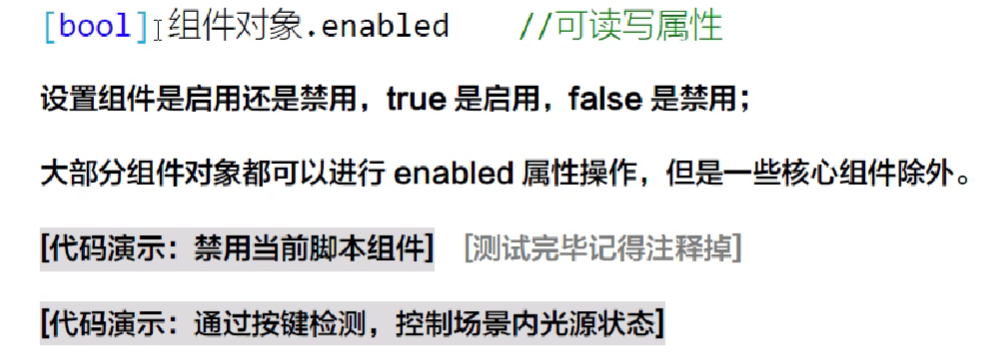 [bool] 组件对象.enabled //可读写属性
设置组件是启用还是禁用，true 是启用，false 是禁用；
大部分组件对象都可以进行 enabled 属性操作，但是一些核心组件除外。
[代码演示：禁用当前脚本组件] [测试完毕记得注释掉]
[代码演示：通过按键检测，控制场景内光源状态]